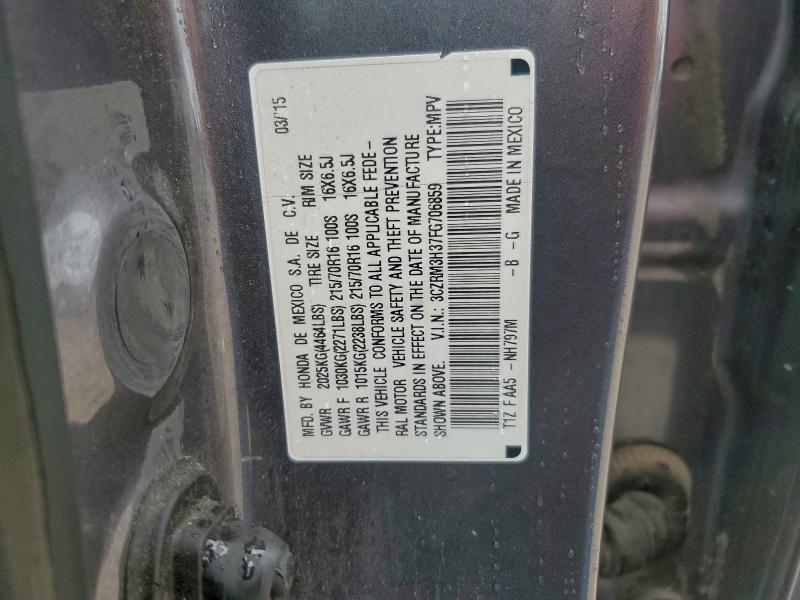 MFD. BY HONDA DE MEXICO S.A. DE C.V. 03/'15
GVWR 2025KG(4464LBS) TIRE SIZE RIM SIZE
GAWR F 1030KG(2271LBS) 215/70R16 100S 16X6.5J
GAWR R 1015KG(2238LBS) 215/70R16 100S 16X6.5J
THIS VEHICLE CONFORMS TO ALL APPLICABLE FEDE-
RAL MOTOR VEHICLE SAFETY AND THEFT PREVENTION
STANDARDS IN EFFECT ON THE DATE OF MANUFACTURE
SHOWN ABOVE. V.I.N.: 3CZRM3H37FG706859 TYPE:MPV
T1Z F AA5 -NH797M -B -G MADE IN MEXICO